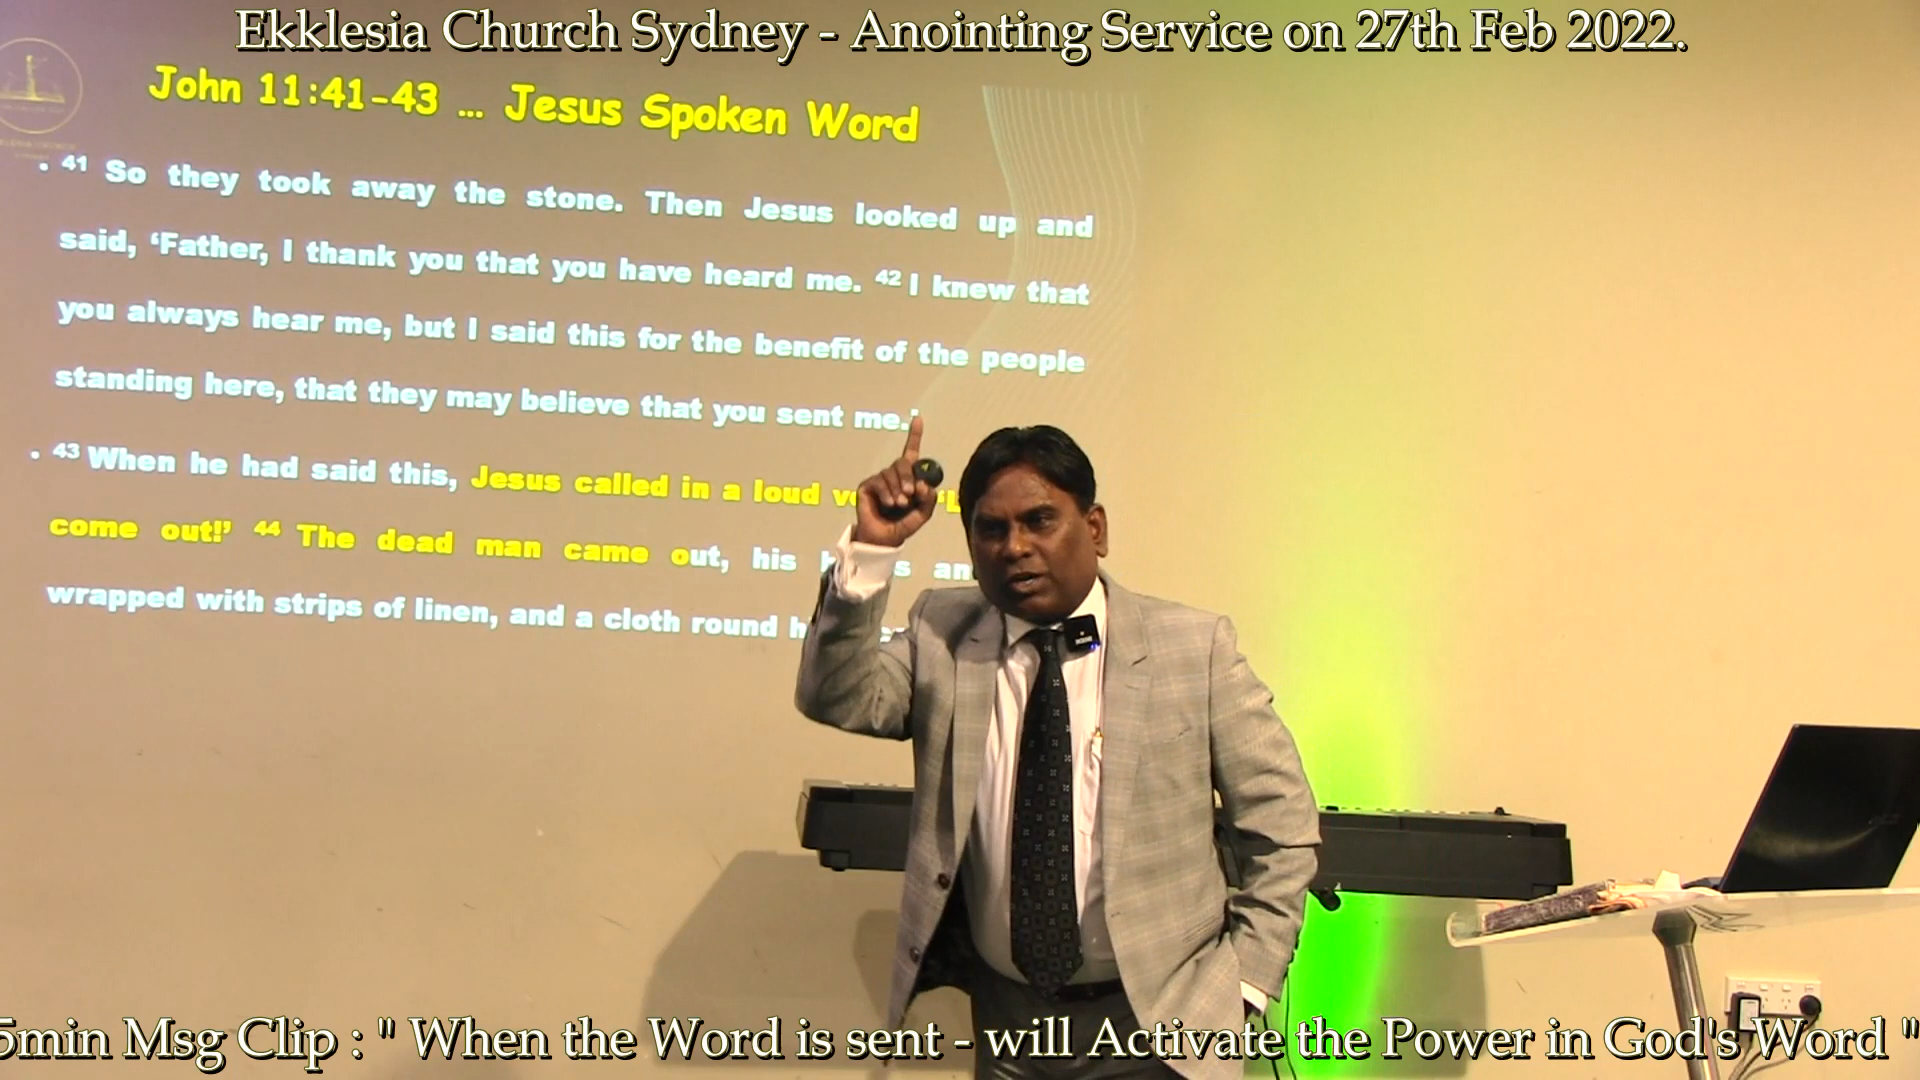 Ekklesia Church Sydney - Anointing Service on 27th Feb 2022.
John 11:41-43 ... Jesus Spoken Word
. 41 So they took away the stone. Then Jesus looked up and
said, ‘Father, I thank you that you have heard me. 42 I knew that
you always hear me, but I said this for the benefit of the people
standing here, that they may believe that you sent me.’
. 43 When he had said this, Jesus called in a loud
come out!’ 44 The dead man came out, his
wrapped with strips of linen, and a cloth round
5min Msg Clip : " When the Word is sent - will Activate the Power in God's Word "